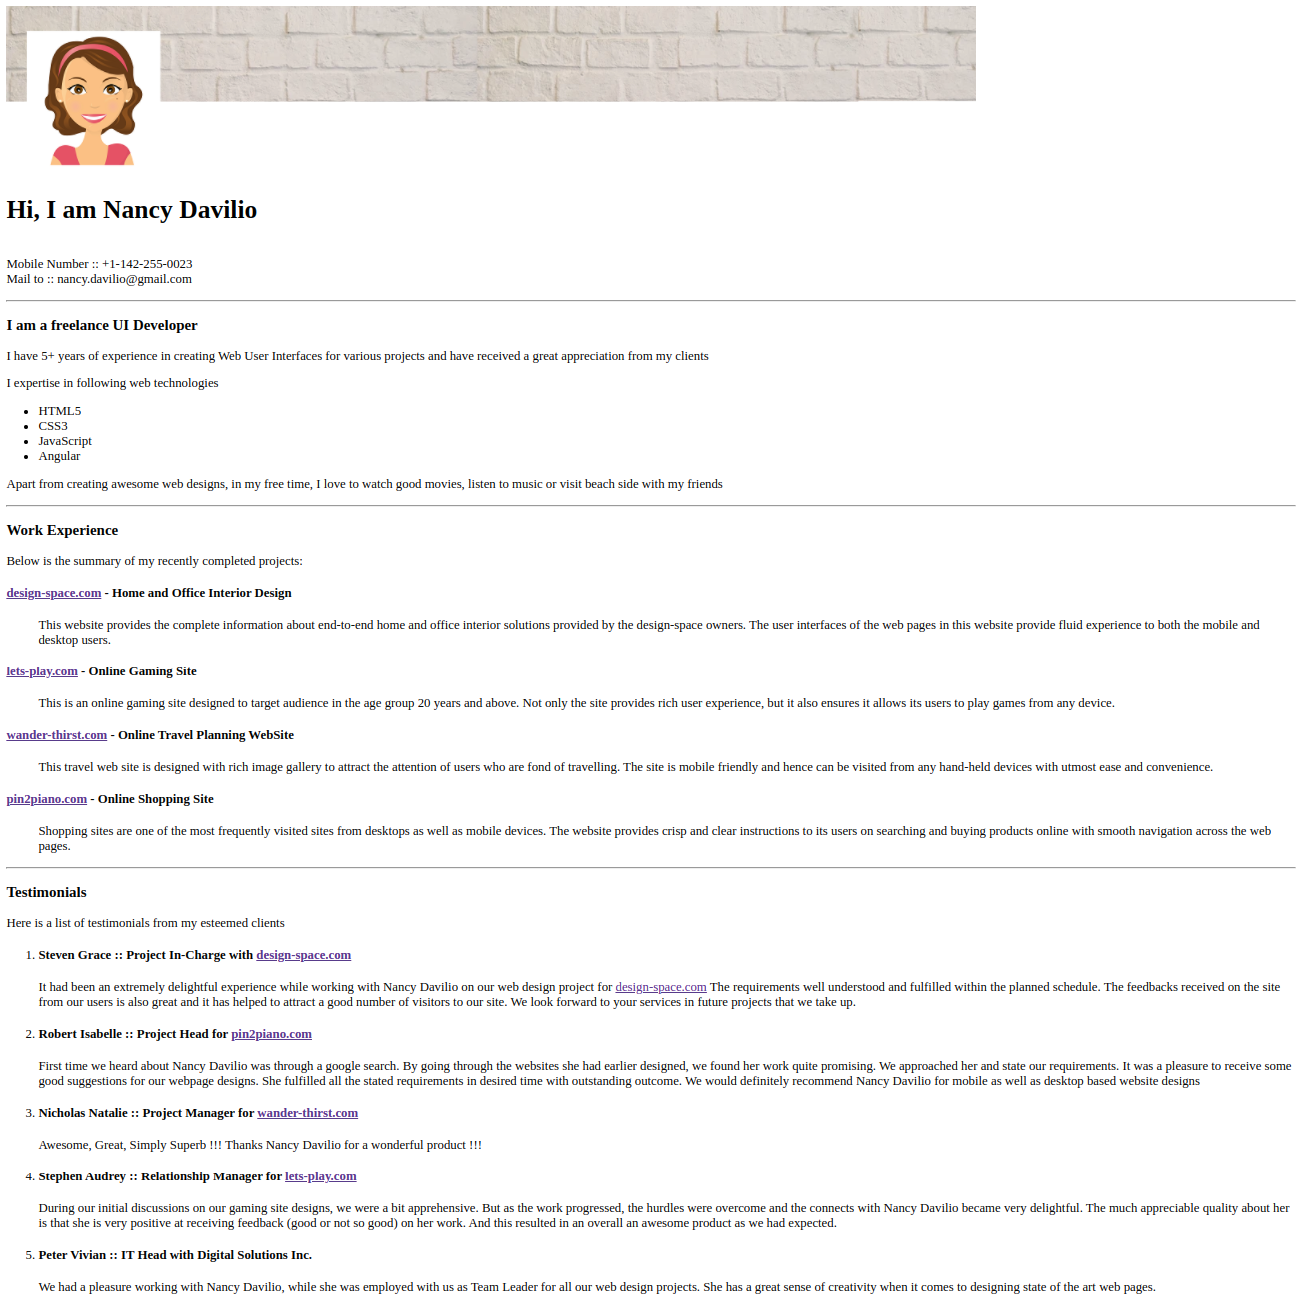 Hi, I am Nancy Davilio
Mobile Number :: +1-142-255-0023
Mail to :: nancy.davilio@gmail.com
I am a freelance UI Developer
I have 5+ years of experience in creating Web User Interfaces for various projects and have received a great appreciation from my clients
I expertise in following web technologies
• HTML5
• CSS3
• JavaScript
• Angular
Apart from creating awesome web designs, in my free time, I love to watch good movies, listen to music or visit beach side with my friends
Work Experience
Below is the summary of my recently completed projects:
design-space.com - Home and Office Interior Design
This website provides the complete information about end-to-end home and office interior solutions provided by the design-space owners. The user interfaces of the web pages in this website provide fluid experience to both the mobile and
desktop users.
lets-play.com - Online Gaming Site
This is an online gaming site designed to target audience in the age group 20 years and above. Not only the site provides rich user experience, but it also ensures it allows its users to play games from any device.
wander-thirst.com - Online Travel Planning WebSite
This travel web site is designed with rich image gallery to attract the attention of users who are fond of travelling. The site is mobile friendly and hence can be visited from any hand-held devices with utmost ease and convenience.
pin2piano.com - Online Shopping Site
Shopping sites are one of the most frequently visited sites from desktops as well as mobile devices. The website provides crisp and clear instructions to its users on searching and buying products online with smooth navigation across the web
pages.
Testimonials
Here is a list of testimonials from my esteemed clients
1. Steven Grace :: Project In-Charge with design-space.com
It had been an extremely delightful experience while working with Nancy Davilio on our web design project for design-space.com The requirements well understood and fulfilled within the planned schedule. The feedbacks received on the site
from our users is also great and it has helped to attract a good number of visitors to our site. We look forward to your services in future projects that we take up.
2. Robert Isabelle :: Project Head for pin2piano.com
First time we heard about Nancy Davilio was through a google search. By going through the websites she had earlier designed, we found her work quite promising. We approached her and state our requirements. It was a pleasure to receive some
good suggestions for our webpage designs. She fulfilled all the stated requirements in desired time with outstanding outcome. We would definitely recommend Nancy Davilio for mobile as well as desktop based website designs
3. Nicholas Natalie :: Project Manager for wander-thirst.com
Awesome, Great, Simply Superb !!! Thanks Nancy Davilio for a wonderful product !!!
4. Stephen Audrey :: Relationship Manager for lets-play.com
During our initial discussions on our gaming site designs, we were a bit apprehensive. But as the work progressed, the hurdles were overcome and the connects with Nancy Davilio became very delightful. The much appreciable quality about her
is that she is very positive at receiving feedback (good or not so good) on her work. And this resulted in an overall an awesome product as we had expected.
5. Peter Vivian :: IT Head with Digital Solutions Inc.
We had a pleasure working with Nancy Davilio, while she was employed with us as Team Leader for all our web design projects. She has a great sense of creativity when it comes to designing state of the art web pages.